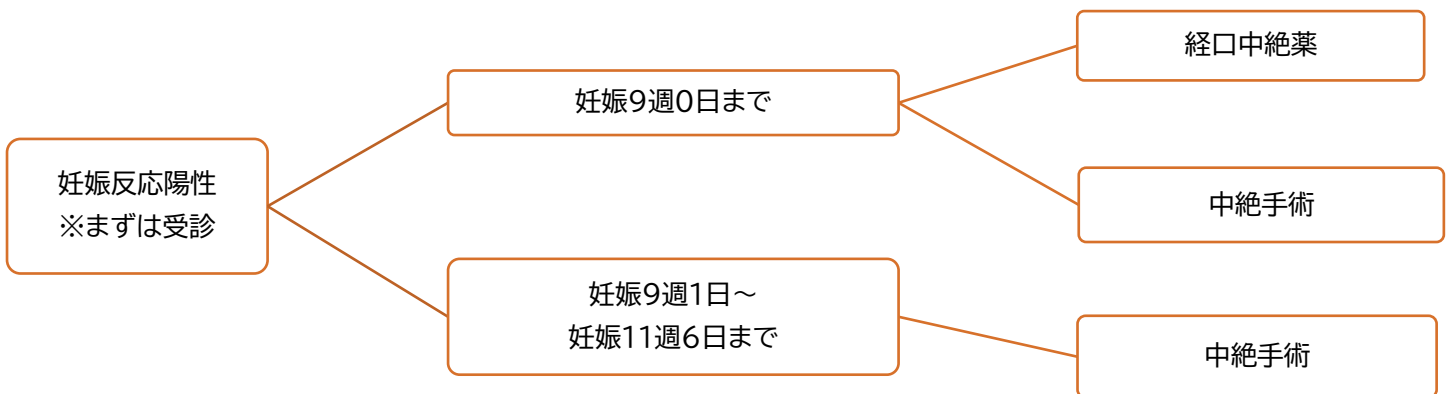 妊娠反応陽性
※まずは受診
妊娠9週0日まで
経口中絶薬
中絶手術
妊娠9週1日～
妊娠11週6日まで
中絶手術